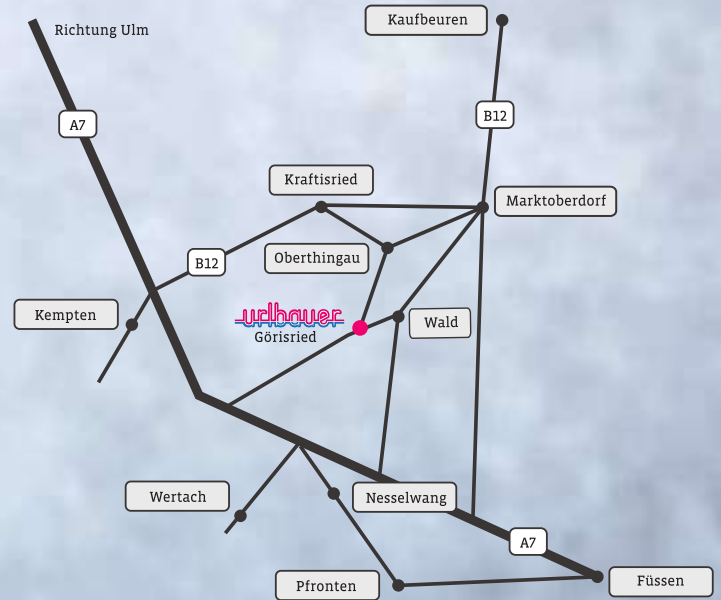 Kaufbeuren
Richtung Ulm
B12
A7
Kraftisried
Marktoberdorf
Oberthingau
B12
Kempten
urlbauer
Wald
Görisried
Wertach
Nesselwang
A7
Pfronten
Füssen